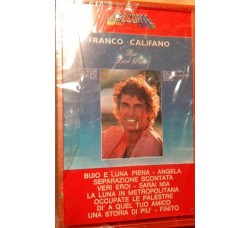 FRANCO CALIFANO
BUIO E LUNA PIENA - ANGELA
SEPARAZIONE SCONTATA
VERI EROI - SARAI MIA
LA LUNA IN METROPOLITANA
OCCUPATE LE PALESTRE
DI' A QUEL TUO AMICO
UNA STORIA DI PIU' - FINITO